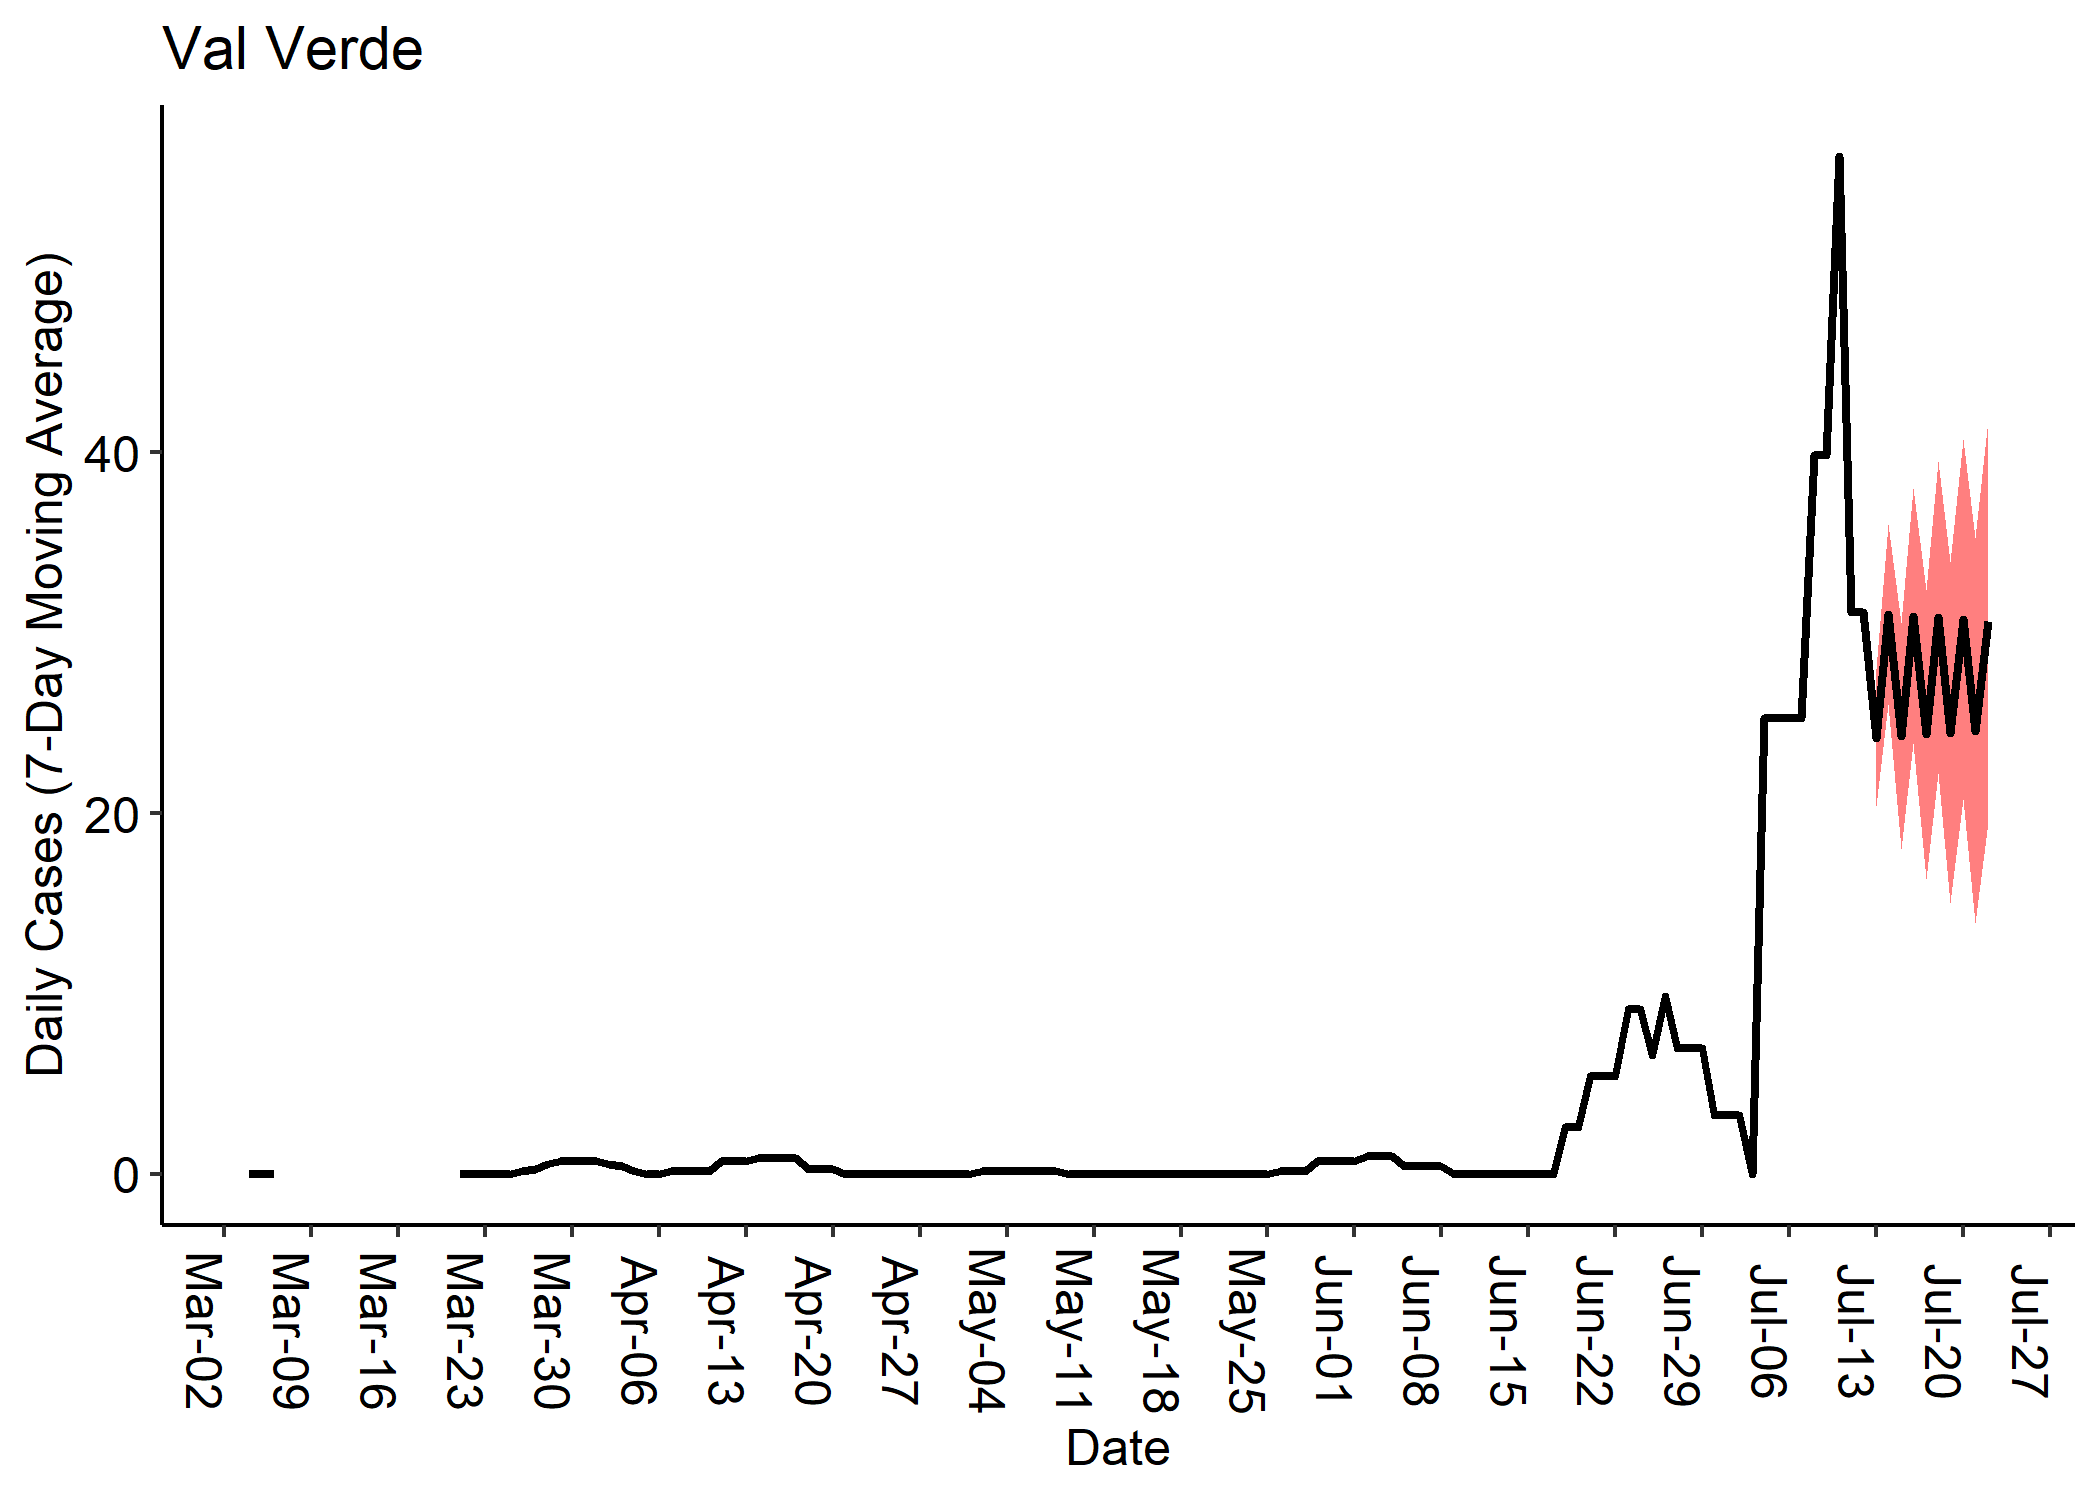 Val Verde
Daily Cases (7-Day Moving Average)
40
20
0
Mar-02
Mar-09
Mar-16
Mar-23
Mar-30
Apr-06
Apr-13
Apr-20
Apr-27
May-04
May-11
May-18
May-25
Jun-01
Jun-08
Jun-15
Jun-22
Jun-29
Jul-06
Jul-13
Jul-20
Jul-27
Date